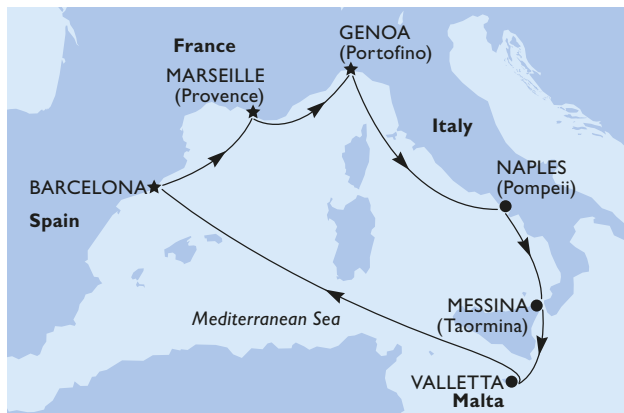 GENOA
(Portofino)
France
MARSEILLE
(Provence)
Italy
NAPLES
(Pompeii)
BARCELONA
Spain
MESSINA
(Taormina)
Mediterranean Sea
VALLETTA
Malta